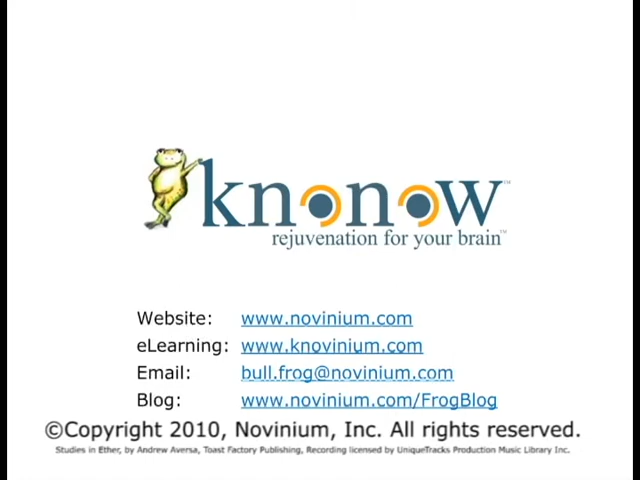 knonow™
rejuvenation for your brain™
Website: www.novinium.com
eLearning: www.knovinium.com
Email: bull.frog@novinium.com
Blog: www.novinium.com/FrogBlog
©Copyright 2010, Novinium, Inc. All rights reserved.
Studies in Ether, by Andrew Aversa, Toast Factory Publishing, Recording licensed by UniqueTracks Production Music Library Inc.